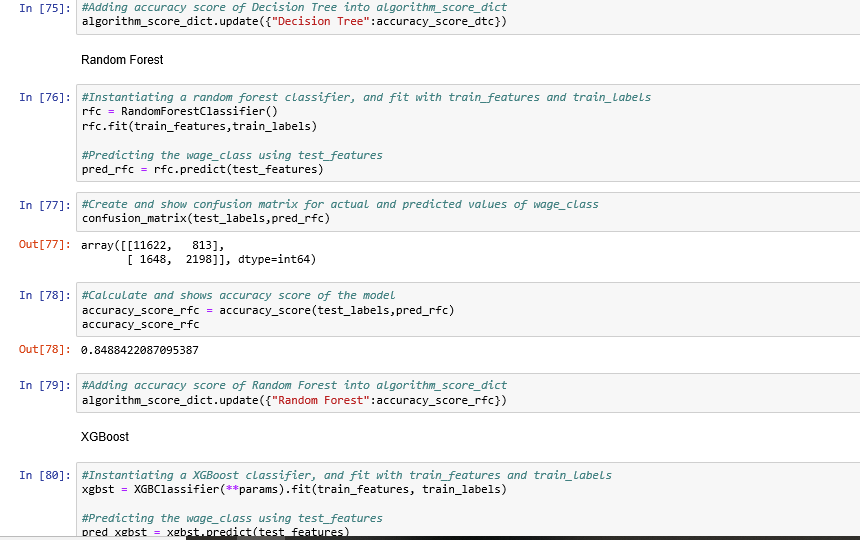 In [75]: #Adding accuracy score of Decision Tree into algorithm_score_dict
algorithm_score_dict.update({"Decision Tree":accuracy_score_dtc})
Random Forest
In [76]: #Instantiating a random forest classifier, and fit with train_features and train_labels
rfc = RandomForestClassifier()
rfc.fit(train_features,train_labels)
#Predicting the wage_class using test_features
pred_rfc = rfc.predict(test_features)
In [77]: #Create and show confusion matrix for actual and predicted values of wage_class
confusion_matrix(test_labels,pred_rfc)
Out[77]: array([[11622,   813],
[ 1648,  2198]], dtype=int64)
In [78]: #Calculate and shows accuracy score of the model
accuracy_score_rfc = accuracy_score(test_labels,pred_rfc)
accuracy_score_rfc
Out[78]: 0.8488422087095387
In [79]: #Adding accuracy score of Random Forest into algorithm_score_dict
algorithm_score_dict.update({"Random Forest":accuracy_score_rfc})
XGBoost
In [80]: #Instantiating a XGBoost classifier, and fit with train_features and train_labels
xgbst = XGBClassifier(**params).fit(train_features, train_labels)
#Predicting the wage_class using test_features
pred_xgbst = xgbst.predict(test_features)